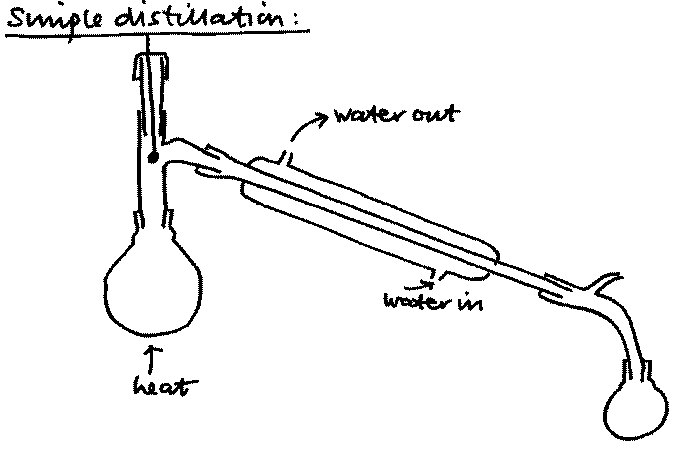 Simple distillation:
water out
water in
heat